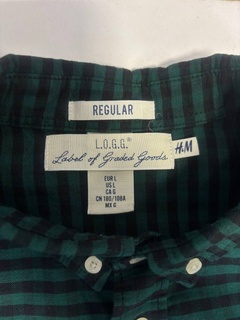 REGULAR
L.O.G.G.®
Label of Graded Goods. H&M
EUR L
US L
CA G
CN 180/108A
MX G